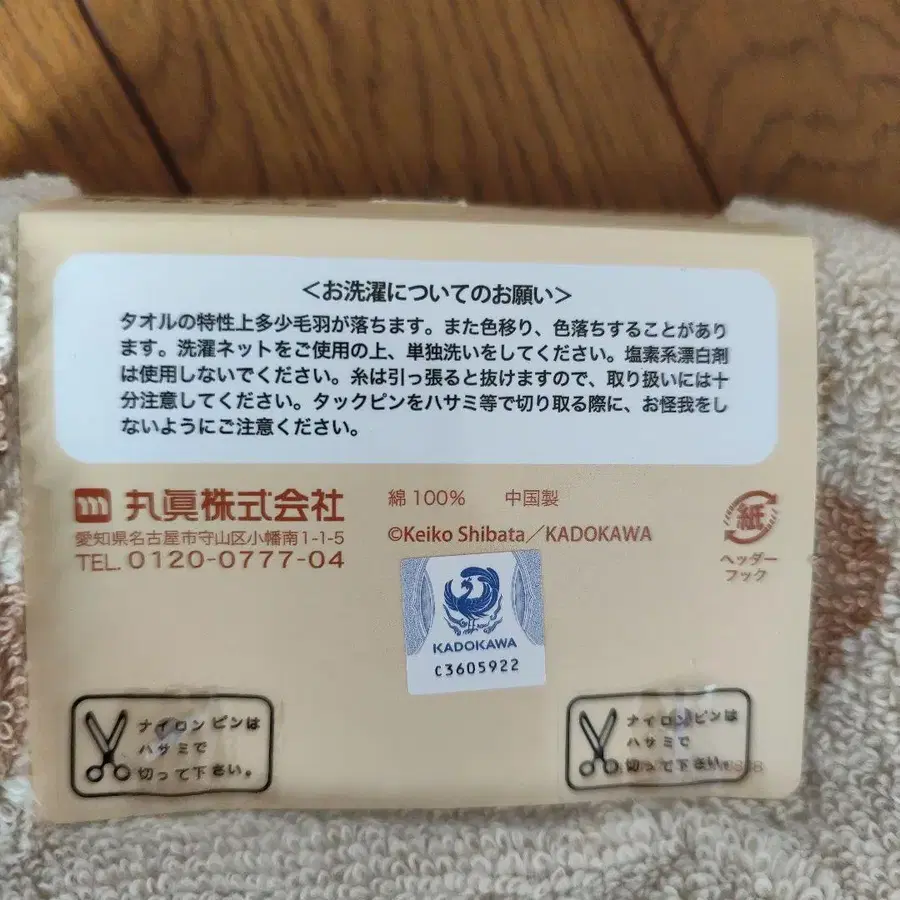 <お洗濯についてのお願い>
タオルの特性上多少毛羽が落ちます。また色移り、色落ちすることがあり
ます。洗濯ネットをご使用の上、単独洗いをしてください。塩素系漂白剤
は使用しないでください。糸は引っ張ると抜けますので、取り扱いには十
分注意してください。タックピンをハサミ等で切り取る際に、お怪我をし
ないようにご注意ください。
丸眞株式会社
愛知県名古屋市守山区小幡南1-1-5
TEL. 0120-0777-04
綿100% 中国製
©Keiko Shibata／KADOKAWA
紙
ヘッダー
フック
KADOKAWA
C3605922
ナイロンピンは
ハサミで
切って下さい。
ナイロンピンは
ハサミで
切って下さい。